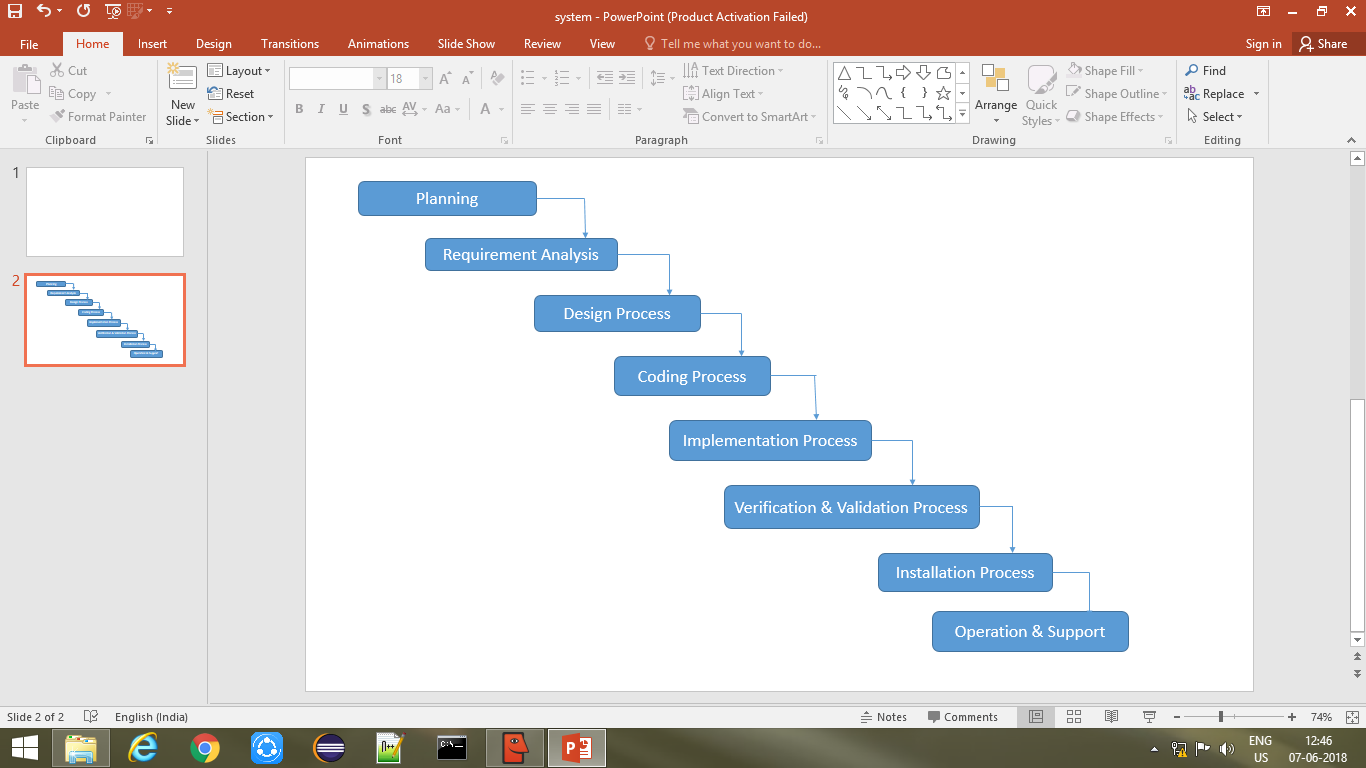 system - PowerPoint (Product Activation Failed)
File Home Insert Design Transitions Animations Slide Show Review View Tell me what you want to do... Sign in Share
Paste
Cut
Copy
Format Painter
Clipboard
New Slide
Layout
Reset
Section
Slides
18
B I U S abc AV Aa A
Font
Text Direction
Align Text
Convert to SmartArt
Paragraph
Arrange
Quick Styles
Shape Fill
Shape Outline
Shape Effects
Drawing
Find
Replace
Select
Editing
1
2
Planning
Requirement Analysis
Design Process
Coding Process
Implementation Process
Verification & Validation Process
Installation Process
Operation & Support
Slide 2 of 2 English (India) Notes Comments 74%
ENG 12:46
US 07-06-2018